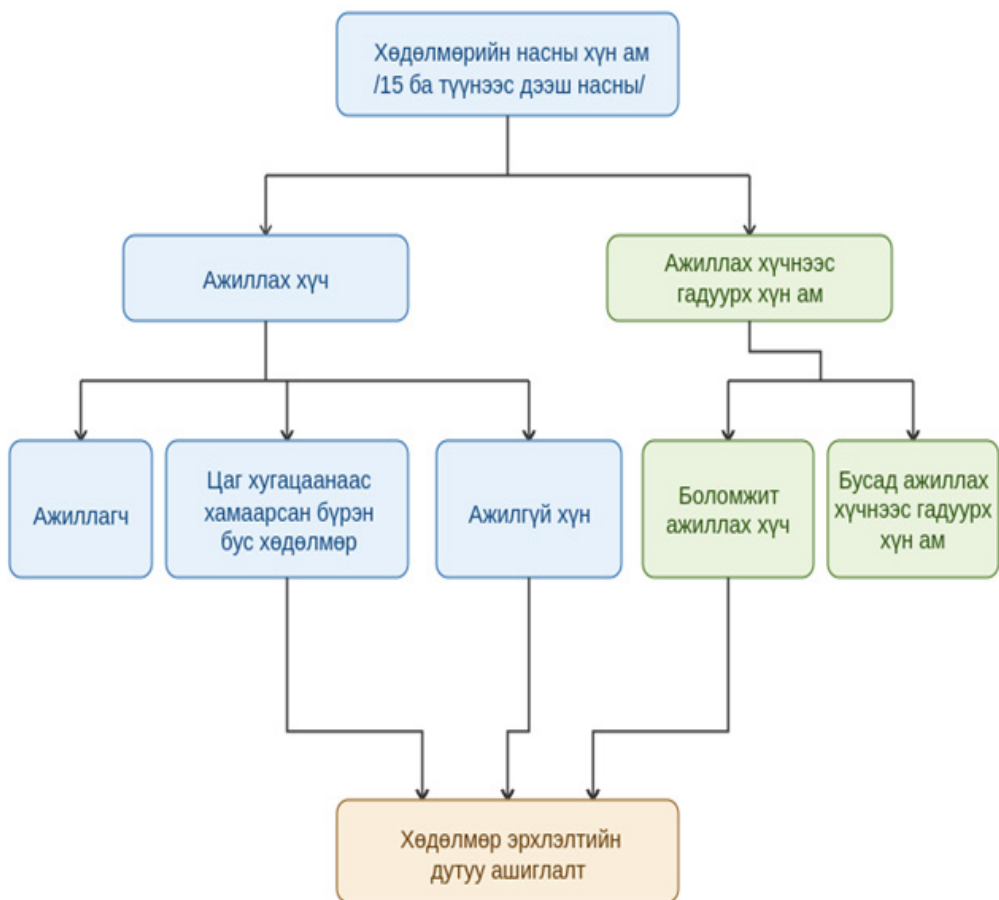 Хөдөлмөрийн насны хүн ам
/15 ба түүнээс дээш насны/
Ажиллах хүч
Ажиллах хүчнээс
гадуурх хүн ам
Ажиллагч
Цаг хугацаанаас
хамаарсан бүрэн
бус хөдөлмөр
Ажилгүй хүн
Боломжит
ажиллах хүч
Бусад ажиллах
хүчнээс гадуурх
хүн ам
Хөдөлмөр эрхлэлтийн
дутуу ашиглалт